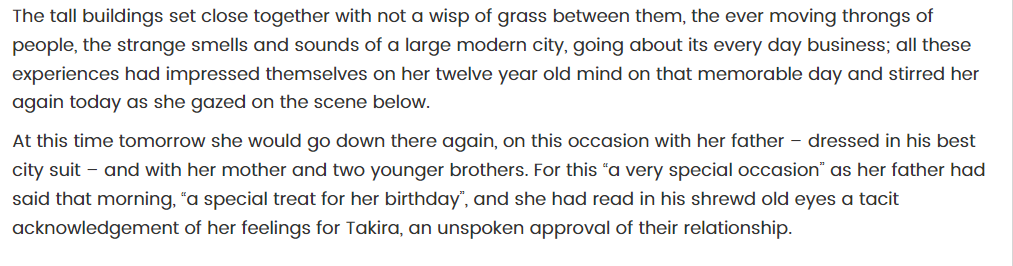 The tall buildings set close together with not a wisp of grass between them, the ever moving throngs of
people, the strange smells and sounds of a large modern city, going about its every day business; all these
experiences had impressed themselves on her twelve year old mind on that memorable day and stirred her
again today as she gazed on the scene below.
At this time tomorrow she would go down there again, on this occasion with her father – dressed in his best
city suit – and with her mother and two younger brothers. For this “a very special occasion” as her father had
said that morning, “a special treat for her birthday”, and she had read in his shrewd old eyes a tacit
acknowledgement of her feelings for Takira, an unspoken approval of their relationship.